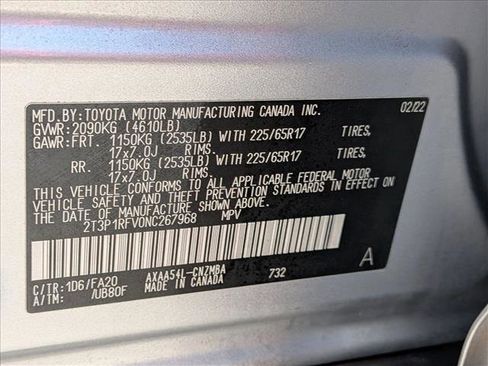 MFD. BY: TOYOTA MOTOR MANUFACTURING CANADA INC. 02/22
GVWR: 2090KG (4610LB)
GAWR: FRT. 1150KG (2535LB) WITH 225/65R17 TIRES,
17x7.0J RIMS.
RR. 1150KG (2535LB) WITH 225/65R17 TIRES,
17x7.0J RIMS.
THIS VEHICLE CONFORMS TO ALL APPLICABLE FEDERAL MOTOR
VEHICLE SAFETY AND THEFT PREVENTION STANDARDS IN EFFECT ON
THE DATE OF MANUFACTURE SHOWN ABOVE.
2T3P1RFV0NC267968 MPV
A
C/TR: 1D6/FA20 AXAA54L-CNZMBA 732
A/TM: /UB80F MADE IN CANADA